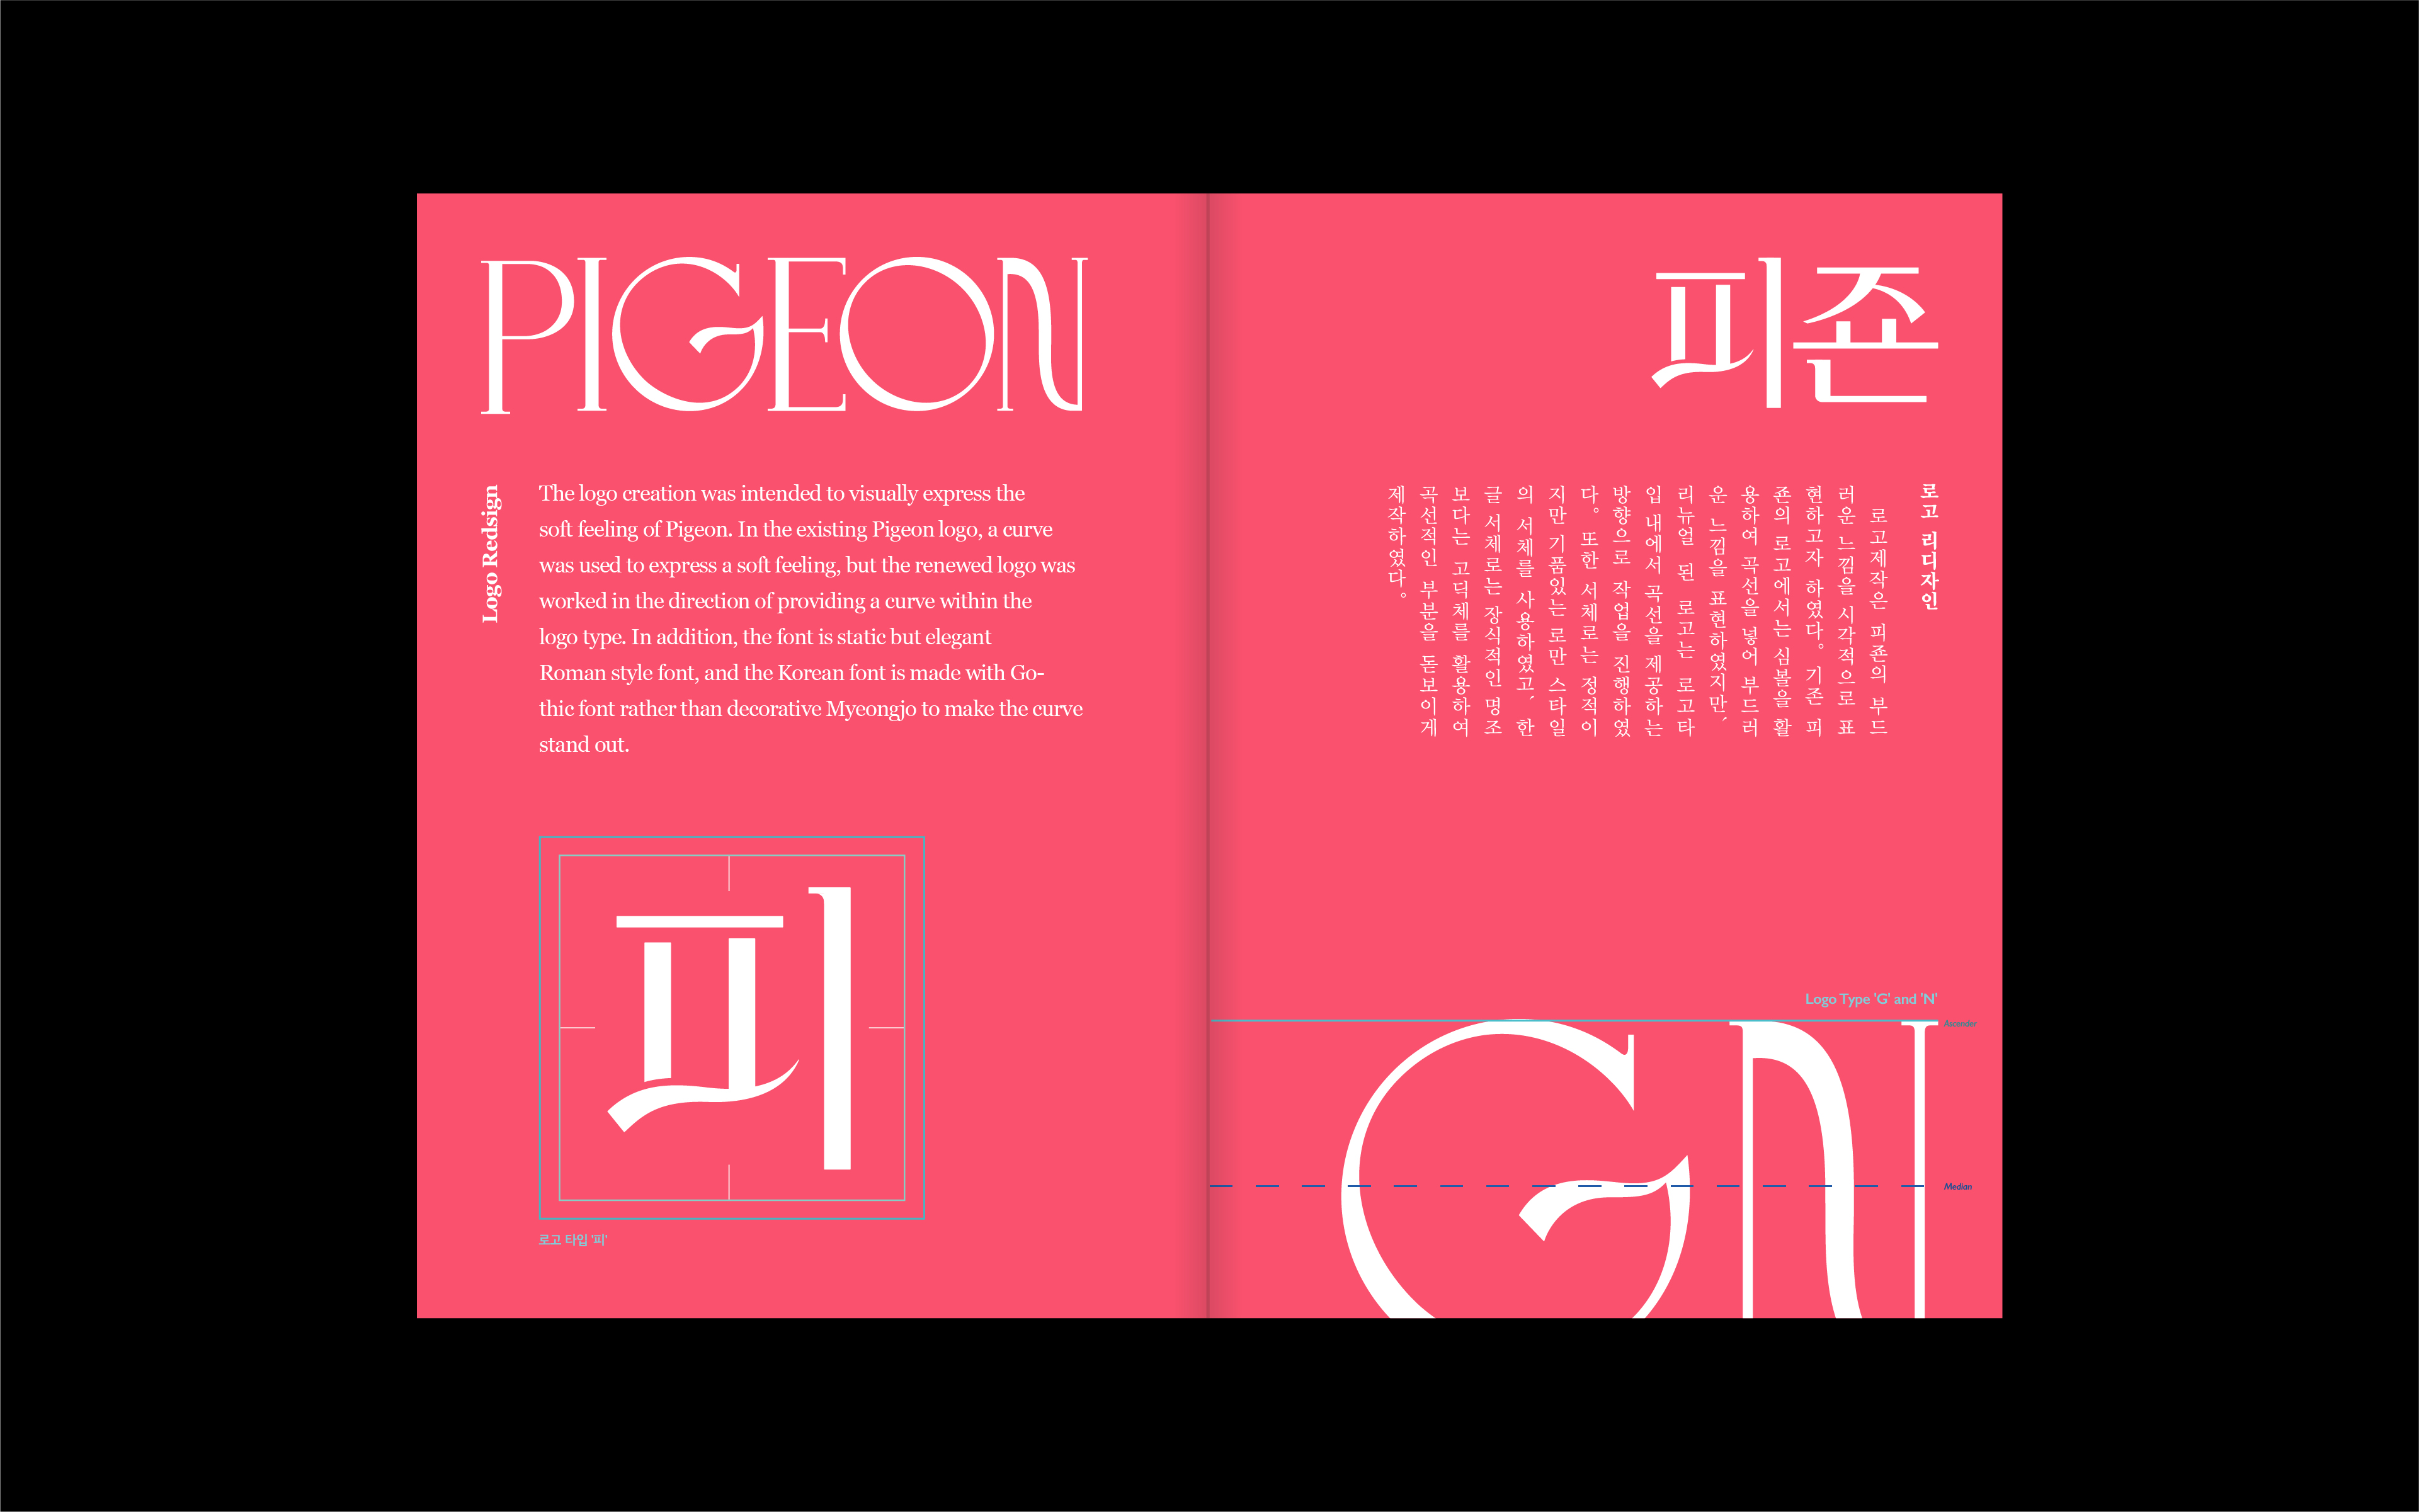 PIGEON
Logo Redsign
The logo creation was intended to visually express the
soft feeling of Pigeon. In the existing Pigeon logo, a curve
was used to express a soft feeling, but the renewed logo was
worked in the direction of providing a curve within the
logo type. In addition, the font is static but elegant
Roman style font, and the Korean font is made with Go-
thic font rather than decorative Myeongjo to make the curve
stand out.
피
로고 타입 '피'
피죤
로고 리디자인
로고제작은 피죤의 부드
러운 느낌을 시각적으로 표
현하고자 하였다. 기존 피
죤의 로고에서는 심볼을 활
용하여 곡선을 넣어 부드러
운 느낌을 표현하였지만,
리뉴얼 된 로고는 로고타
입 내에서 곡선을 제공하는
방향으로 작업을 진행하였
다. 또한 서체로는 정적이
지만 기품있는 로만 스타일
의 서체를 사용하였고, 한
글 서체로는 장식적인 명조
보다는 고딕체를 활용하여
곡선적인 부분을 돋보이게
제작하였다.
Logo Type 'G' and 'N'
Ascender
GN
Median